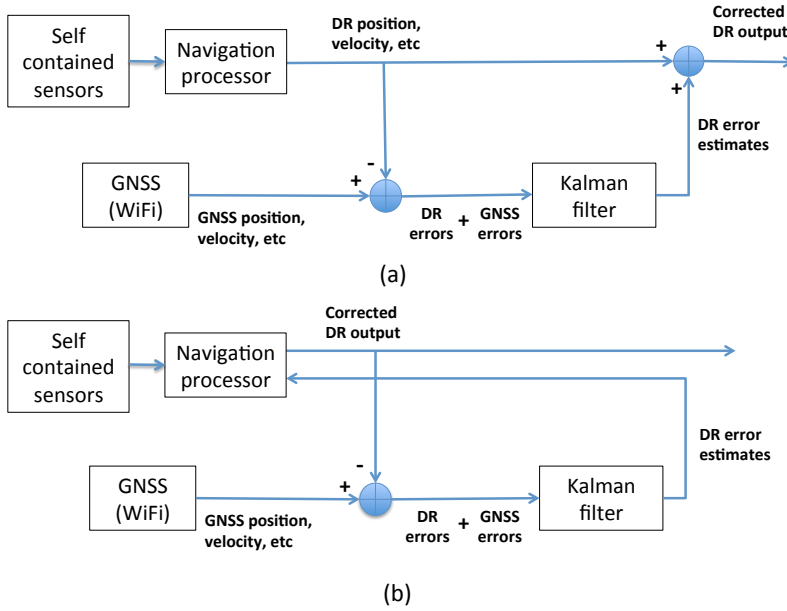 Self
contained
sensors
Navigation
processor
DR position,
velocity, etc
Corrected
DR output
+
+
DR error
estimates
GNSS
(WiFi)
GNSS position,
velocity, etc
-
+
DR
errors
+
GNSS
errors
Kalman
filter
(a)
Self
contained
sensors
Navigation
processor
Corrected
DR output
DR error
estimates
GNSS
(WiFi)
GNSS position,
velocity, etc
-
+
DR
errors
+
GNSS
errors
Kalman
filter
(b)